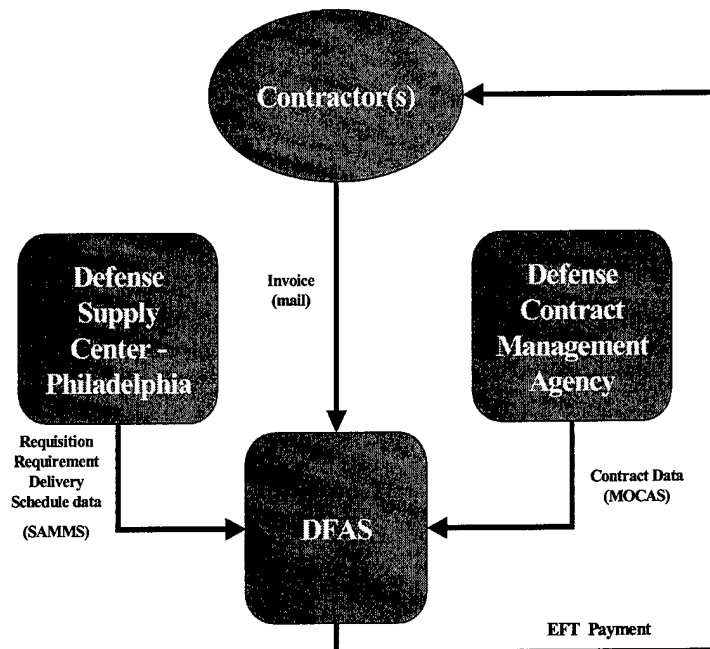 Contractor(s)
Invoice
(mail)
Defense
Supply
Center -
Philadelphia
Defense
Contract
Management
Agency
Requisition
Requirement
Delivery
Schedule data
(SAMMS)
Contract Data
(MOCAS)
DFAS
EFT Payment